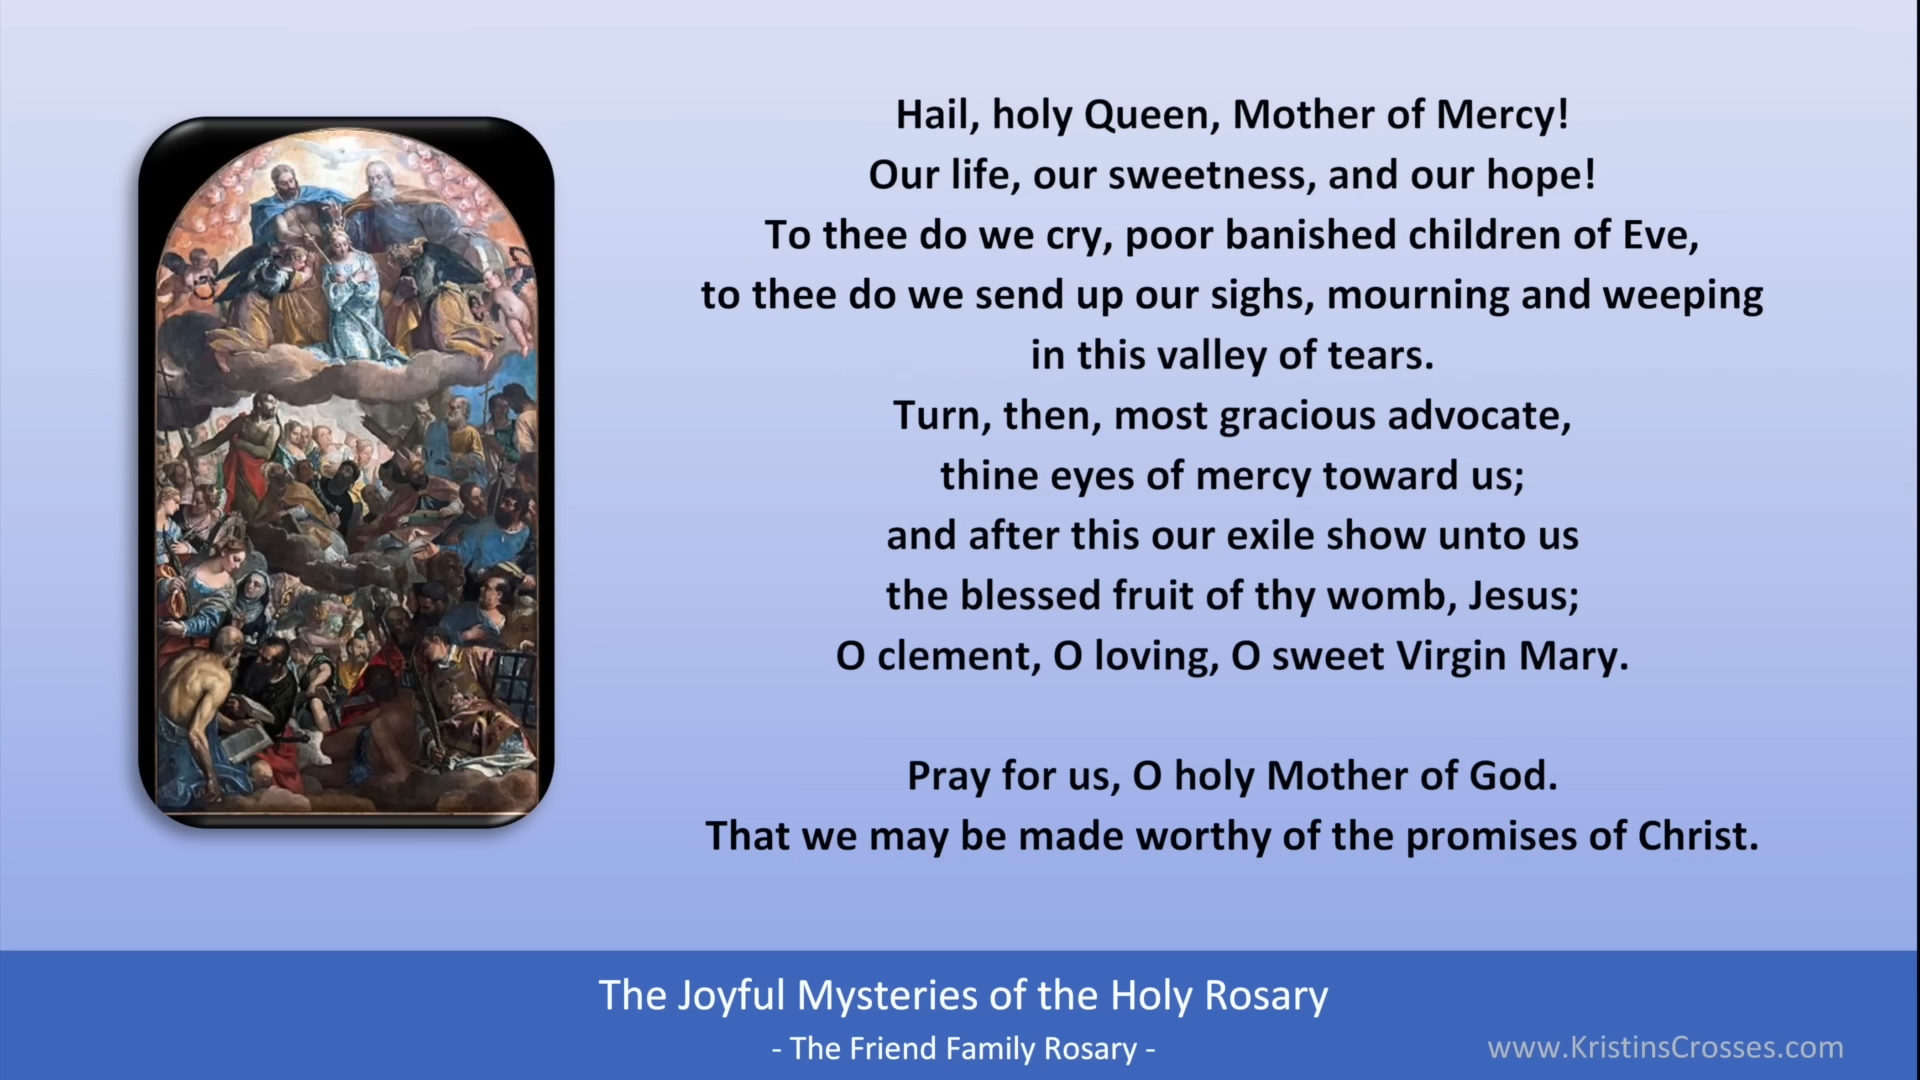 Hail, holy Queen, Mother of Mercy!
Our life, our sweetness, and our hope!
To thee do we cry, poor banished children of Eve,
to thee do we send up our sighs, mourning and weeping
in this valley of tears.
Turn, then, most gracious advocate,
thine eyes of mercy toward us;
and after this our exile show unto us
the blessed fruit of thy womb, Jesus;
O clement, O loving, O sweet Virgin Mary.
Pray for us, O holy Mother of God.
That we may be made worthy of the promises of Christ.
The Joyful Mysteries of the Holy Rosary
- The Friend Family Rosary -
www.KristinsCrosses.com